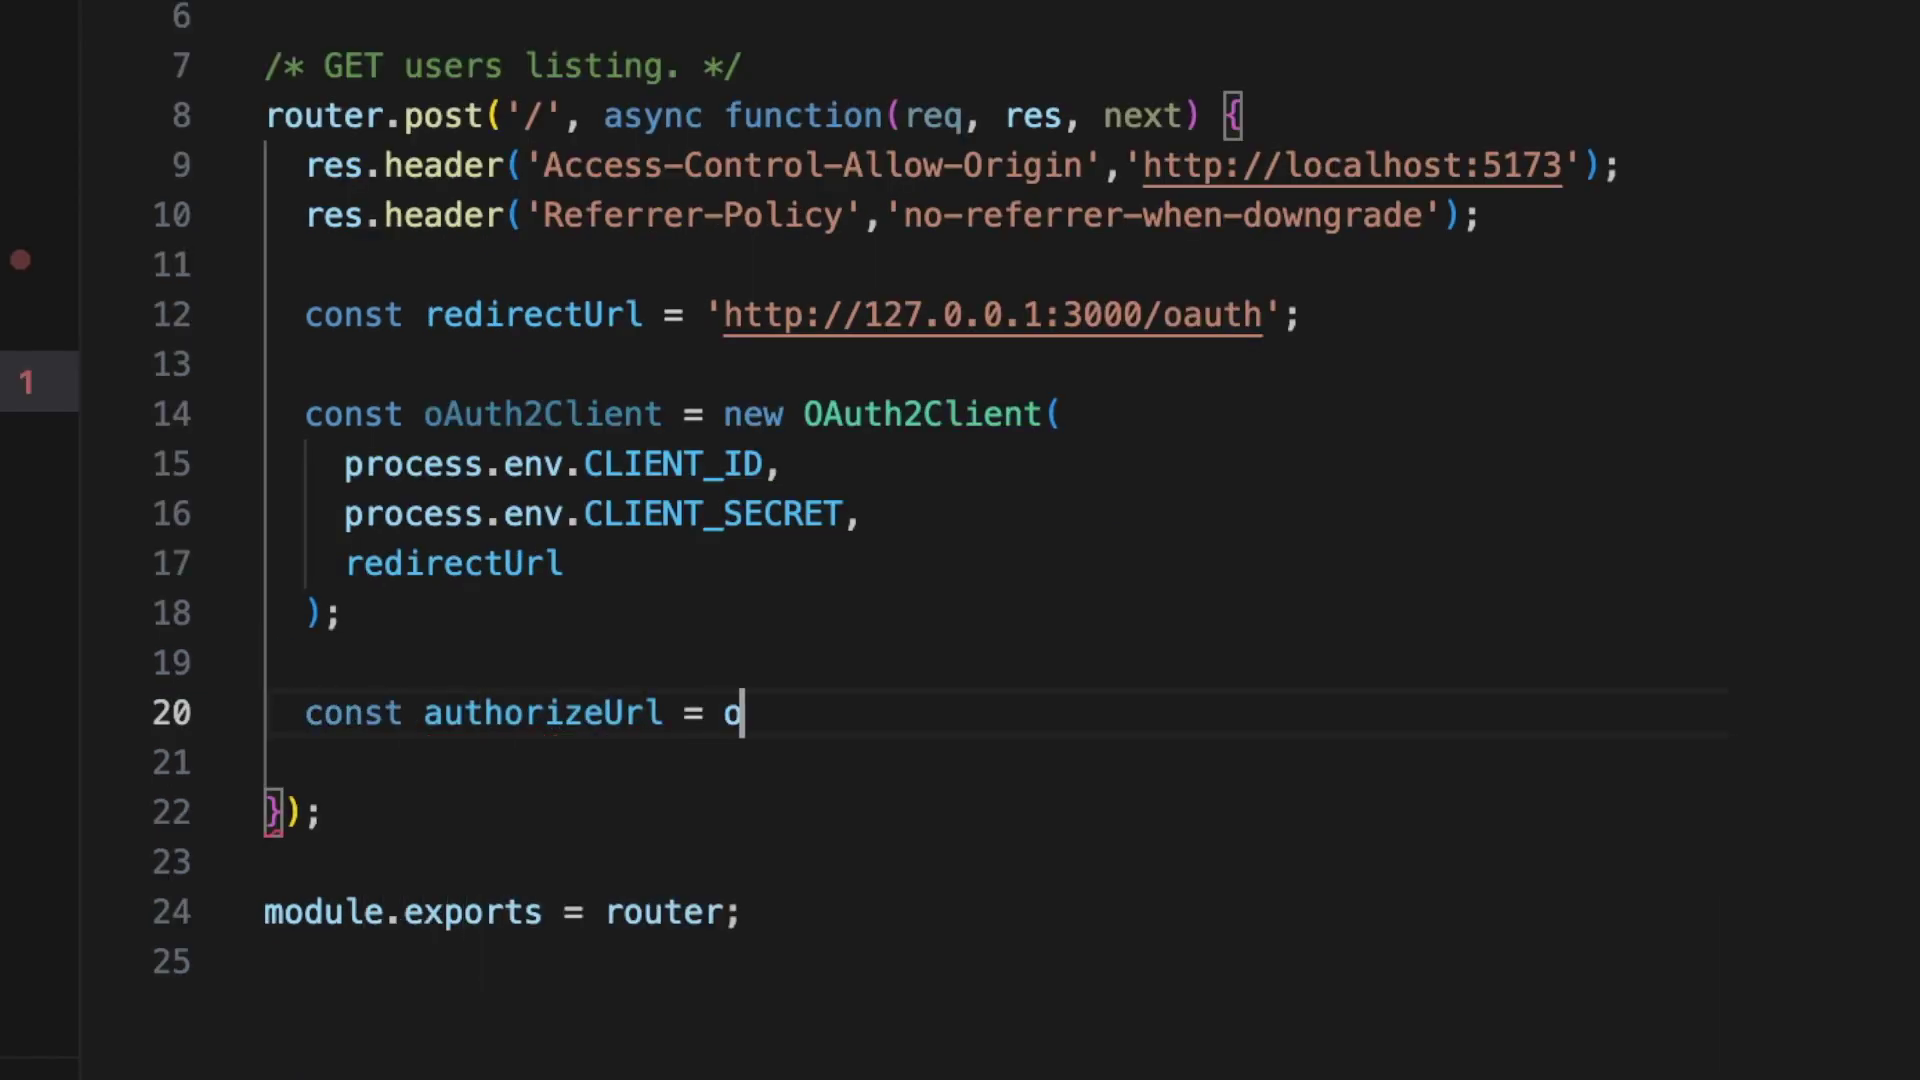 6
7 /* GET users listing. */
8 router.post('/', async function(req, res, next) {
9 res.header('Access-Control-Allow-Origin','http://localhost:5173');
10 res.header('Referrer-Policy','no-referrer-when-downgrade');
11
12 const redirectUrl = 'http://127.0.0.1:3000/oauth';
13
1
14 const oAuth2Client = new OAuth2Client(
15 process.env.CLIENT_ID,
16 process.env.CLIENT_SECRET,
17 redirectUrl
18 );
19
20 const authorizeUrl = o
21
22 });
23
24 module.exports = router;
25